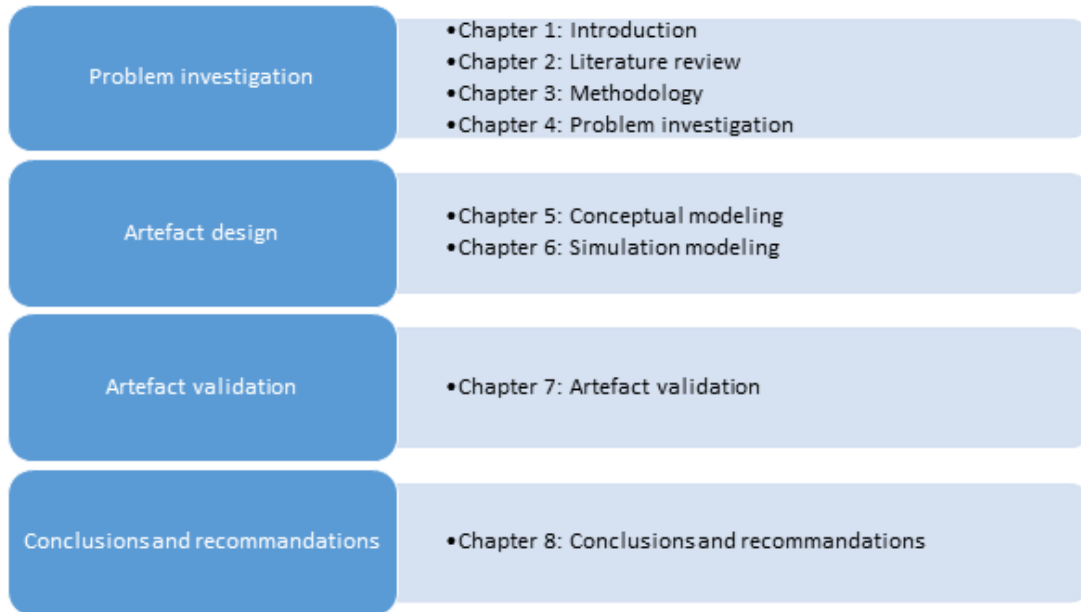 Problem investigation
•Chapter 1: Introduction
•Chapter 2: Literature review
•Chapter 3: Methodology
•Chapter 4: Problem investigation
Artefact design
•Chapter 5: Conceptual modeling
•Chapter 6: Simulation modeling
Artefact validation
•Chapter 7: Artefact validation
Conclusions and recommandations
•Chapter 8: Conclusions and recommandations